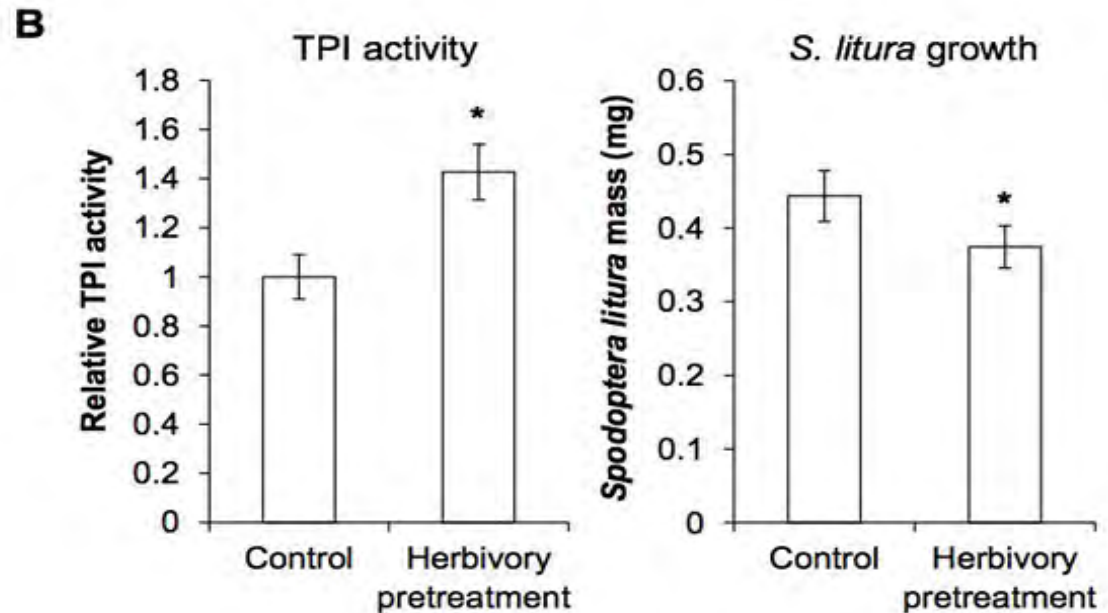 B
TPI activity
Relative TPI activity
1.8
1.6
1.4
1.2
1
0.8
0.6
0.4
0.2
0
*
Control
Herbivory
pretreatment
S. litura growth
Spodoptera litura mass (mg)
0.6
0.5
0.4
0.3
0.2
0.1
0
*
Control
Herbivory
pretreatment